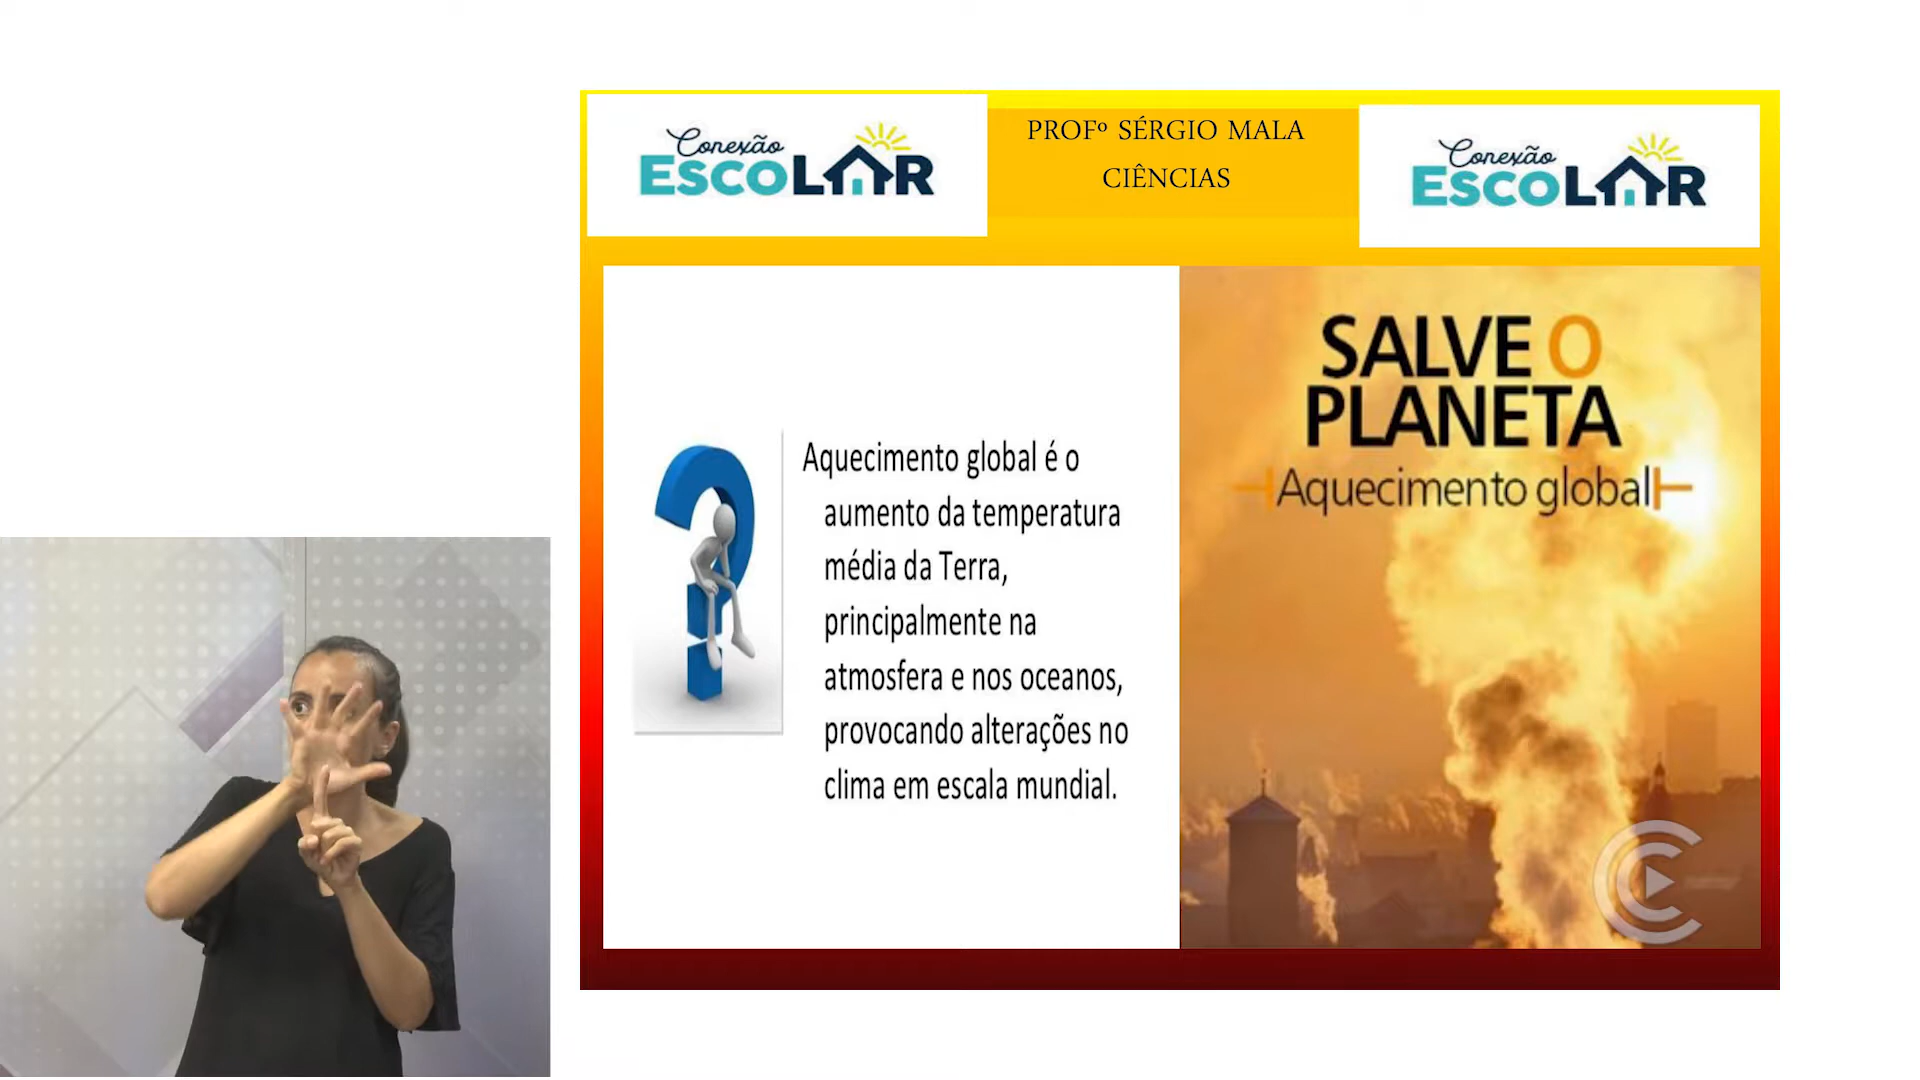 Conexão
ESCOLAR
PROFº SÉRGIO MALA
CIÊNCIAS
Conexão
ESCOLAR
Aquecimento global é o
aumento da temperatura
média da Terra,
principalmente na
atmosfera e nos oceanos,
provocando alterações no
clima em escala mundial.
SALVE O
PLANETA
Aquecimento global